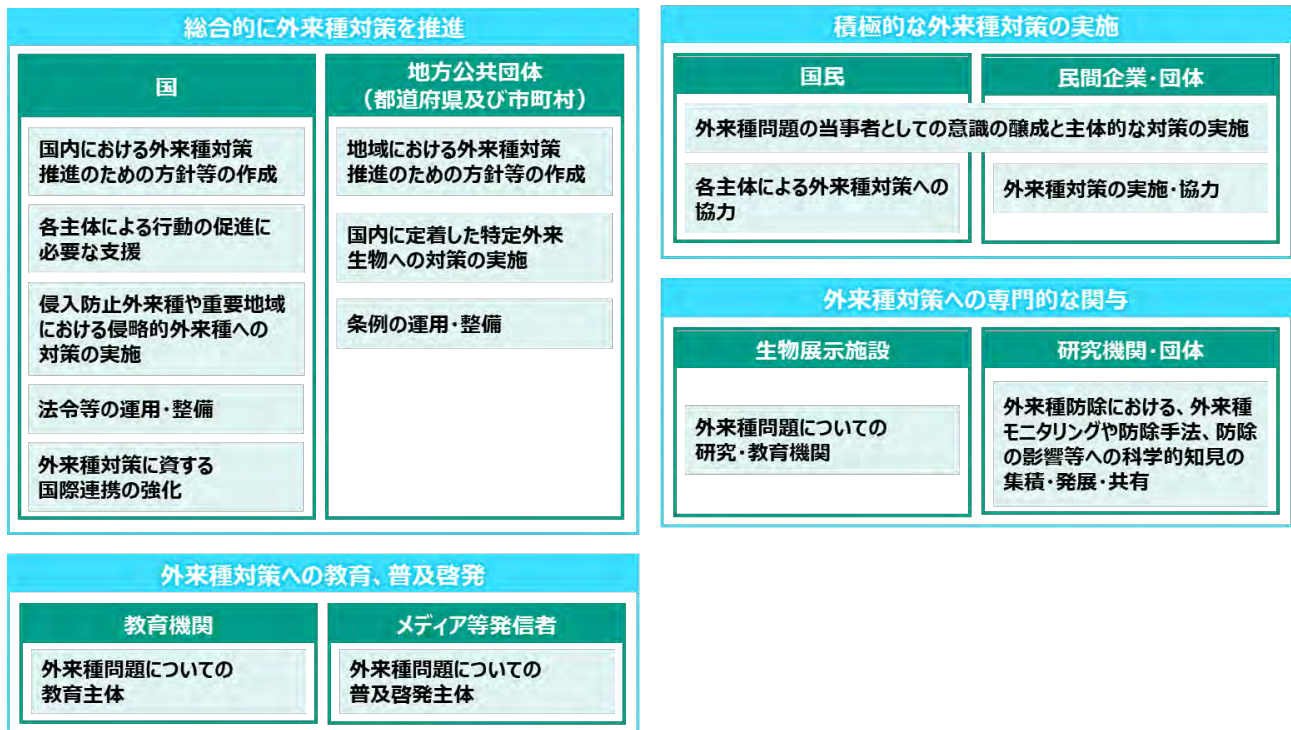 総合的に外来種対策を推進
国
国内における外来種対策
推進のための方針等の作成
各主体による行動の促進に
必要な支援
侵入防止外来種や重要地域
における侵略的外来種への
対策の実施
法令等の運用・整備
外来種対策に資する
国際連携の強化
地方公共団体
（都道府県及び市町村）
地域における外来種対策
推進のための方針等の作成
国内に定着した特定外来
生物への対策の実施
条例の運用・整備
積極的な外来種対策の実施
国民
民間企業・団体
外来種問題の当事者としての意識の醸成と主体的な対策の実施
各主体による外来種対策への
協力
外来種対策の実施・協力
外来種対策への専門的な関与
生物展示施設
外来種問題についての
研究・教育機関
研究機関・団体
外来種防除における、外来種
モニタリングや防除手法、防除
の影響等への科学的知見の
集積・発展・共有
外来種対策への教育、普及啓発
教育機関
外来種問題についての
教育主体
メディア等発信者
外来種問題についての
普及啓発主体